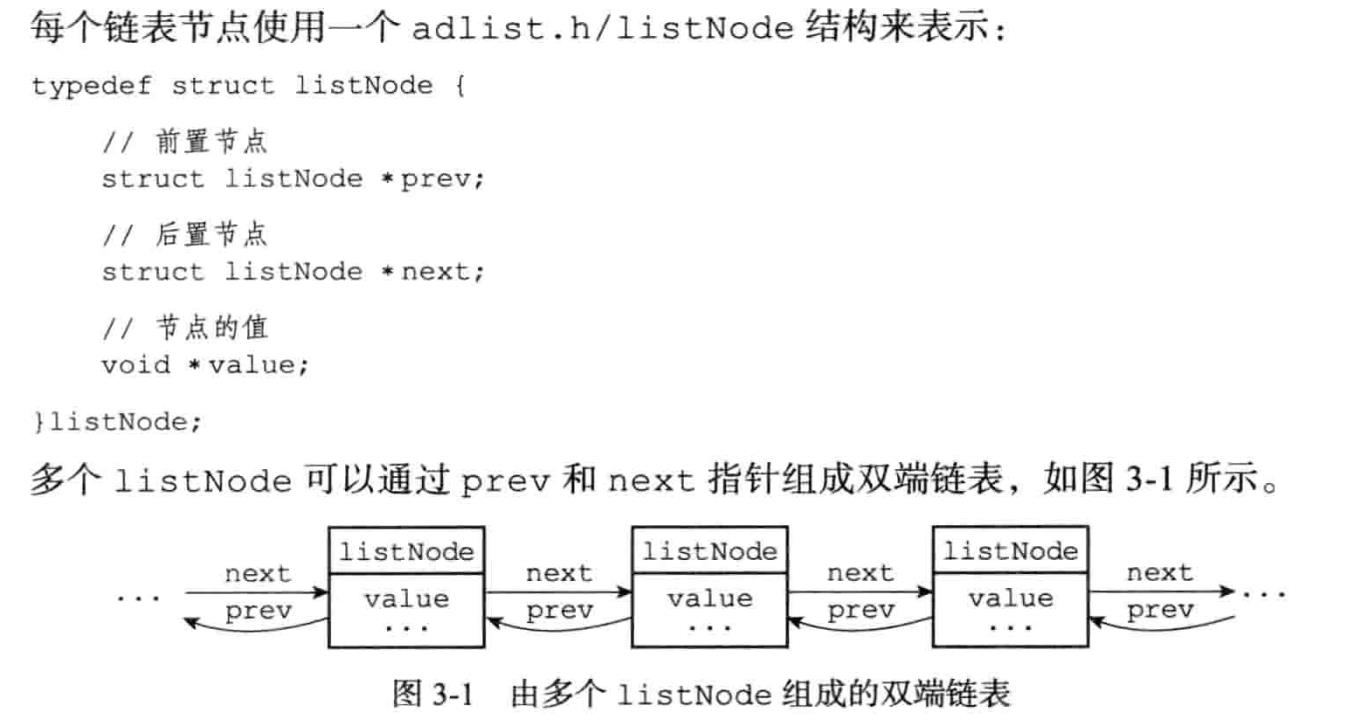 每个链表节点使用一个 adlist.h/listNode 结构来表示：
typedef struct listNode {
// 前置节点
struct listNode *prev;
// 后置节点
struct listNode *next;
// 节点的值
void *value;
}listNode;
多个 listNode 可以通过 prev 和 next 指针组成双端链表，如图 3-1 所示。
listNode listNode listNode
next next next next
... value value value ...
prev prev prev prev
... ... ...
图 3-1 由多个 listNode 组成的双端链表